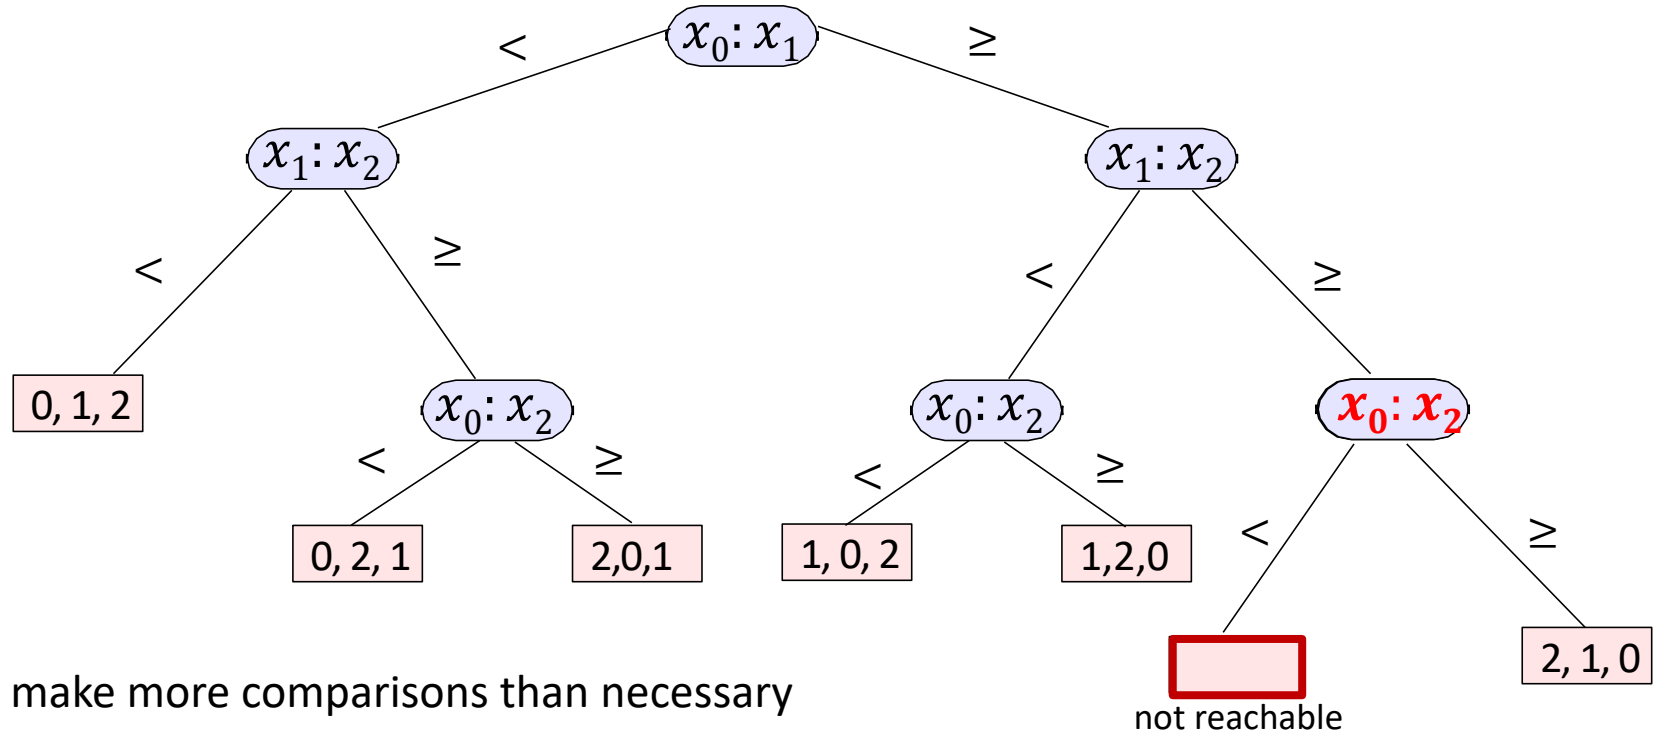 x₀: x₁
< ≥
x₁: x₂ x₁: x₂
< ≥ < ≥
0, 1, 2 x₀: x₂ x₀: x₂ x₀: x₂
< ≥ < ≥ < ≥
0, 2, 1 2,0,1 1, 0, 2 1,2,0
2, 1, 0
make more comparisons than necessary
not reachable